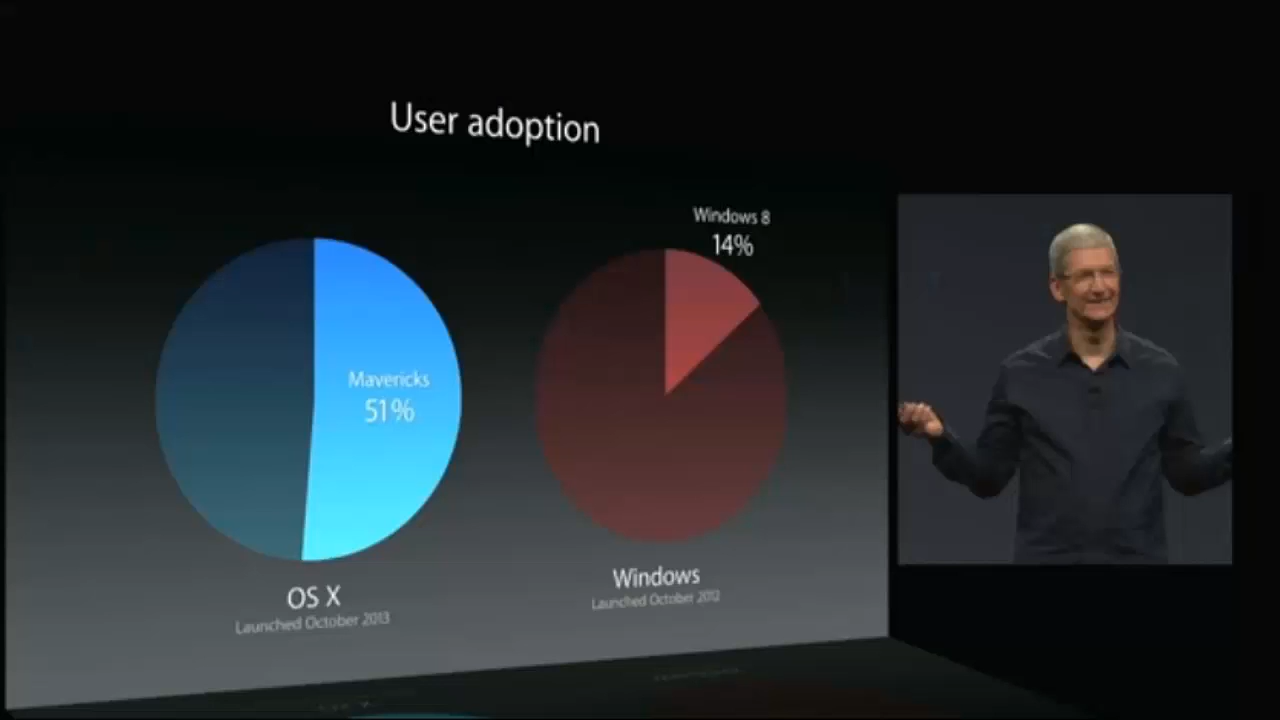 User adoption
Windows 8
14%
Mavericks
51%
OS X
Launched October 2013
Windows
Launched October 2012